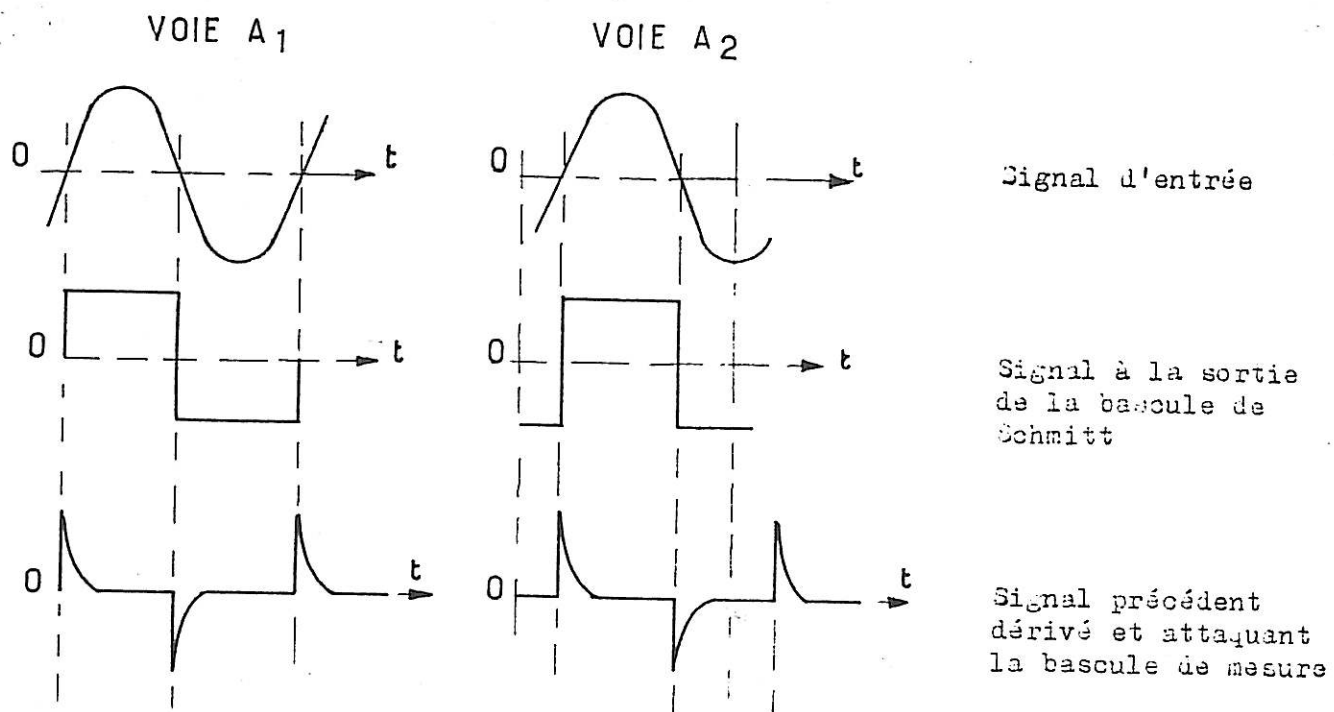 VOIE A1
VOIE A2
0
t
0
t
Signal d'entrée
0
t
0
t
Signal à la sortie
de la bascule de
Schmitt
0
t
0
t
Signal précédent
dérivé et attaquant
la bascule de mesure